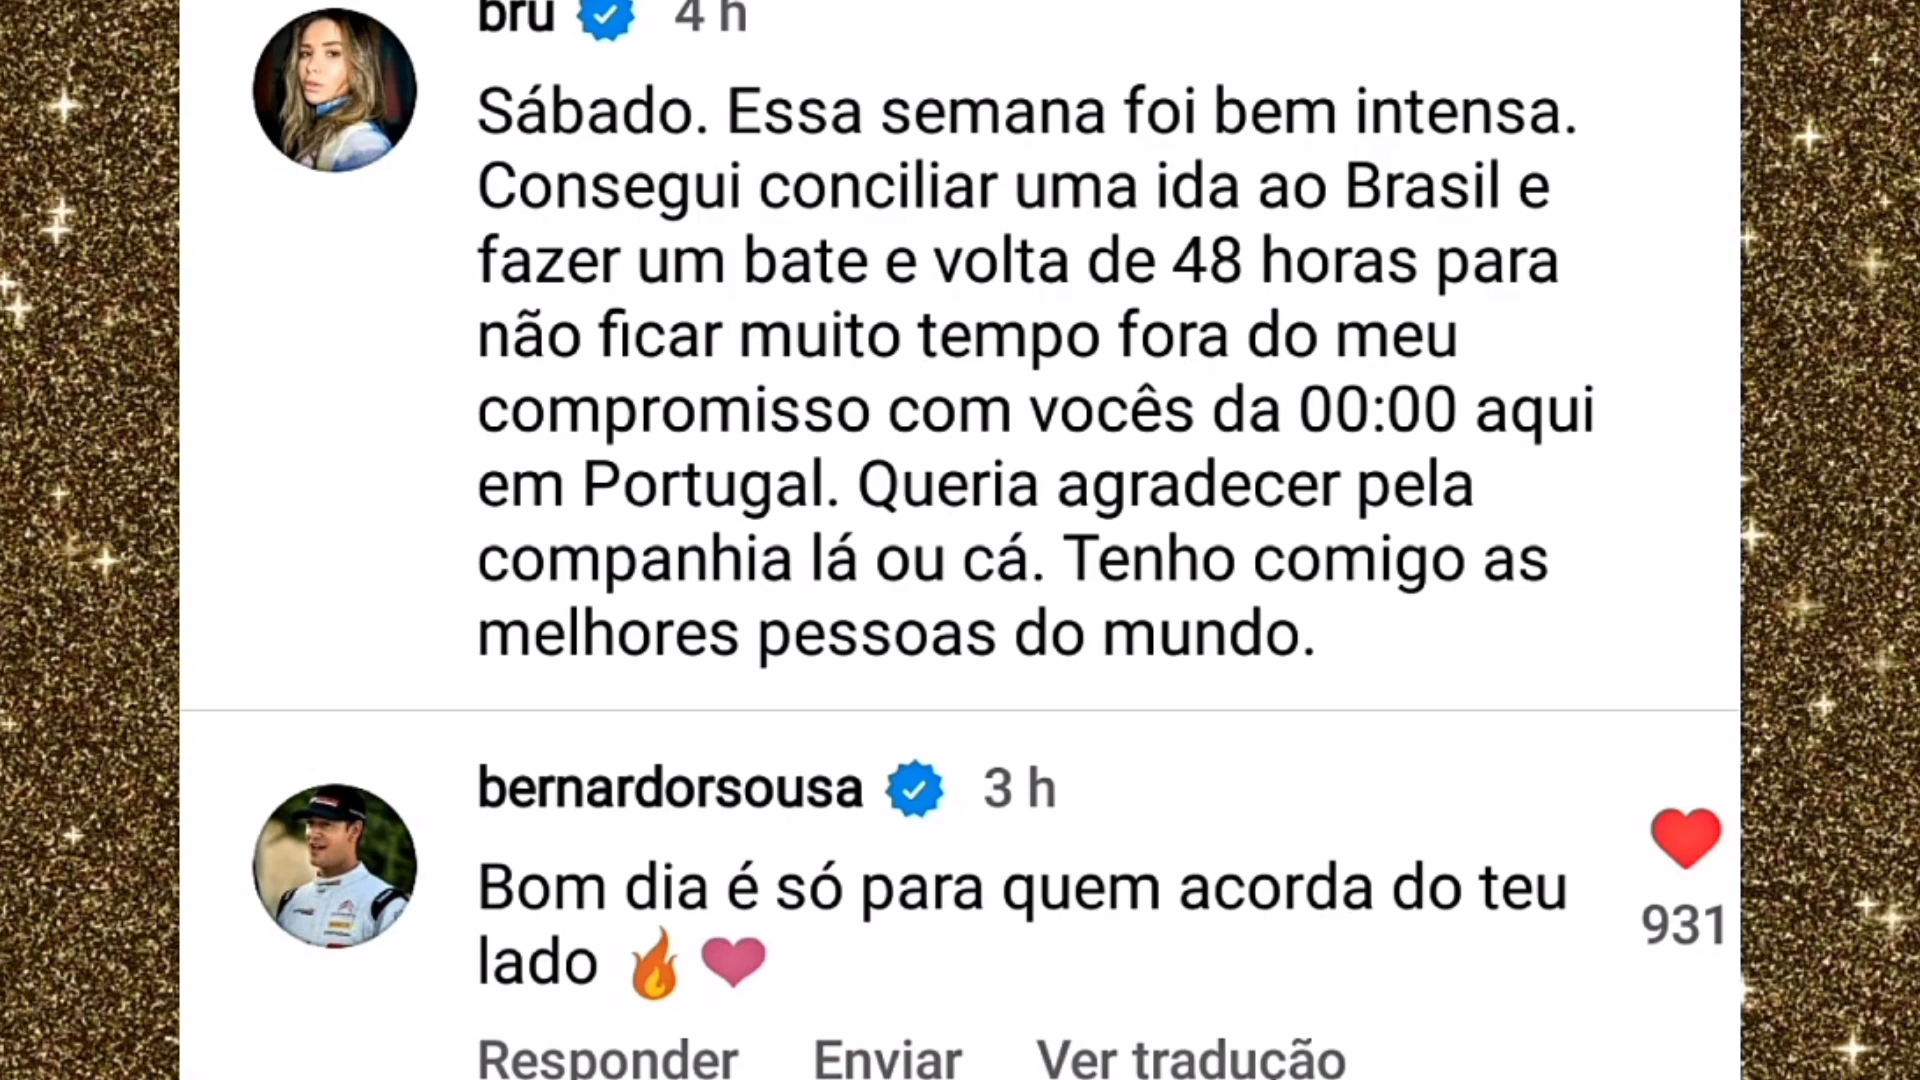 bru 4 h
Sábado. Essa semana foi bem intensa.
Consegui conciliar uma ida ao Brasil e
fazer um bate e volta de 48 horas para
não ficar muito tempo fora do meu
compromisso com vocês da 00:00 aqui
em Portugal. Queria agradecer pela
companhia lá ou cá. Tenho comigo as
melhores pessoas do mundo.
bernardorsousa 3 h
Bom dia é só para quem acorda do teu
lado 🔥❤
931
Responder Enviar Ver tradução